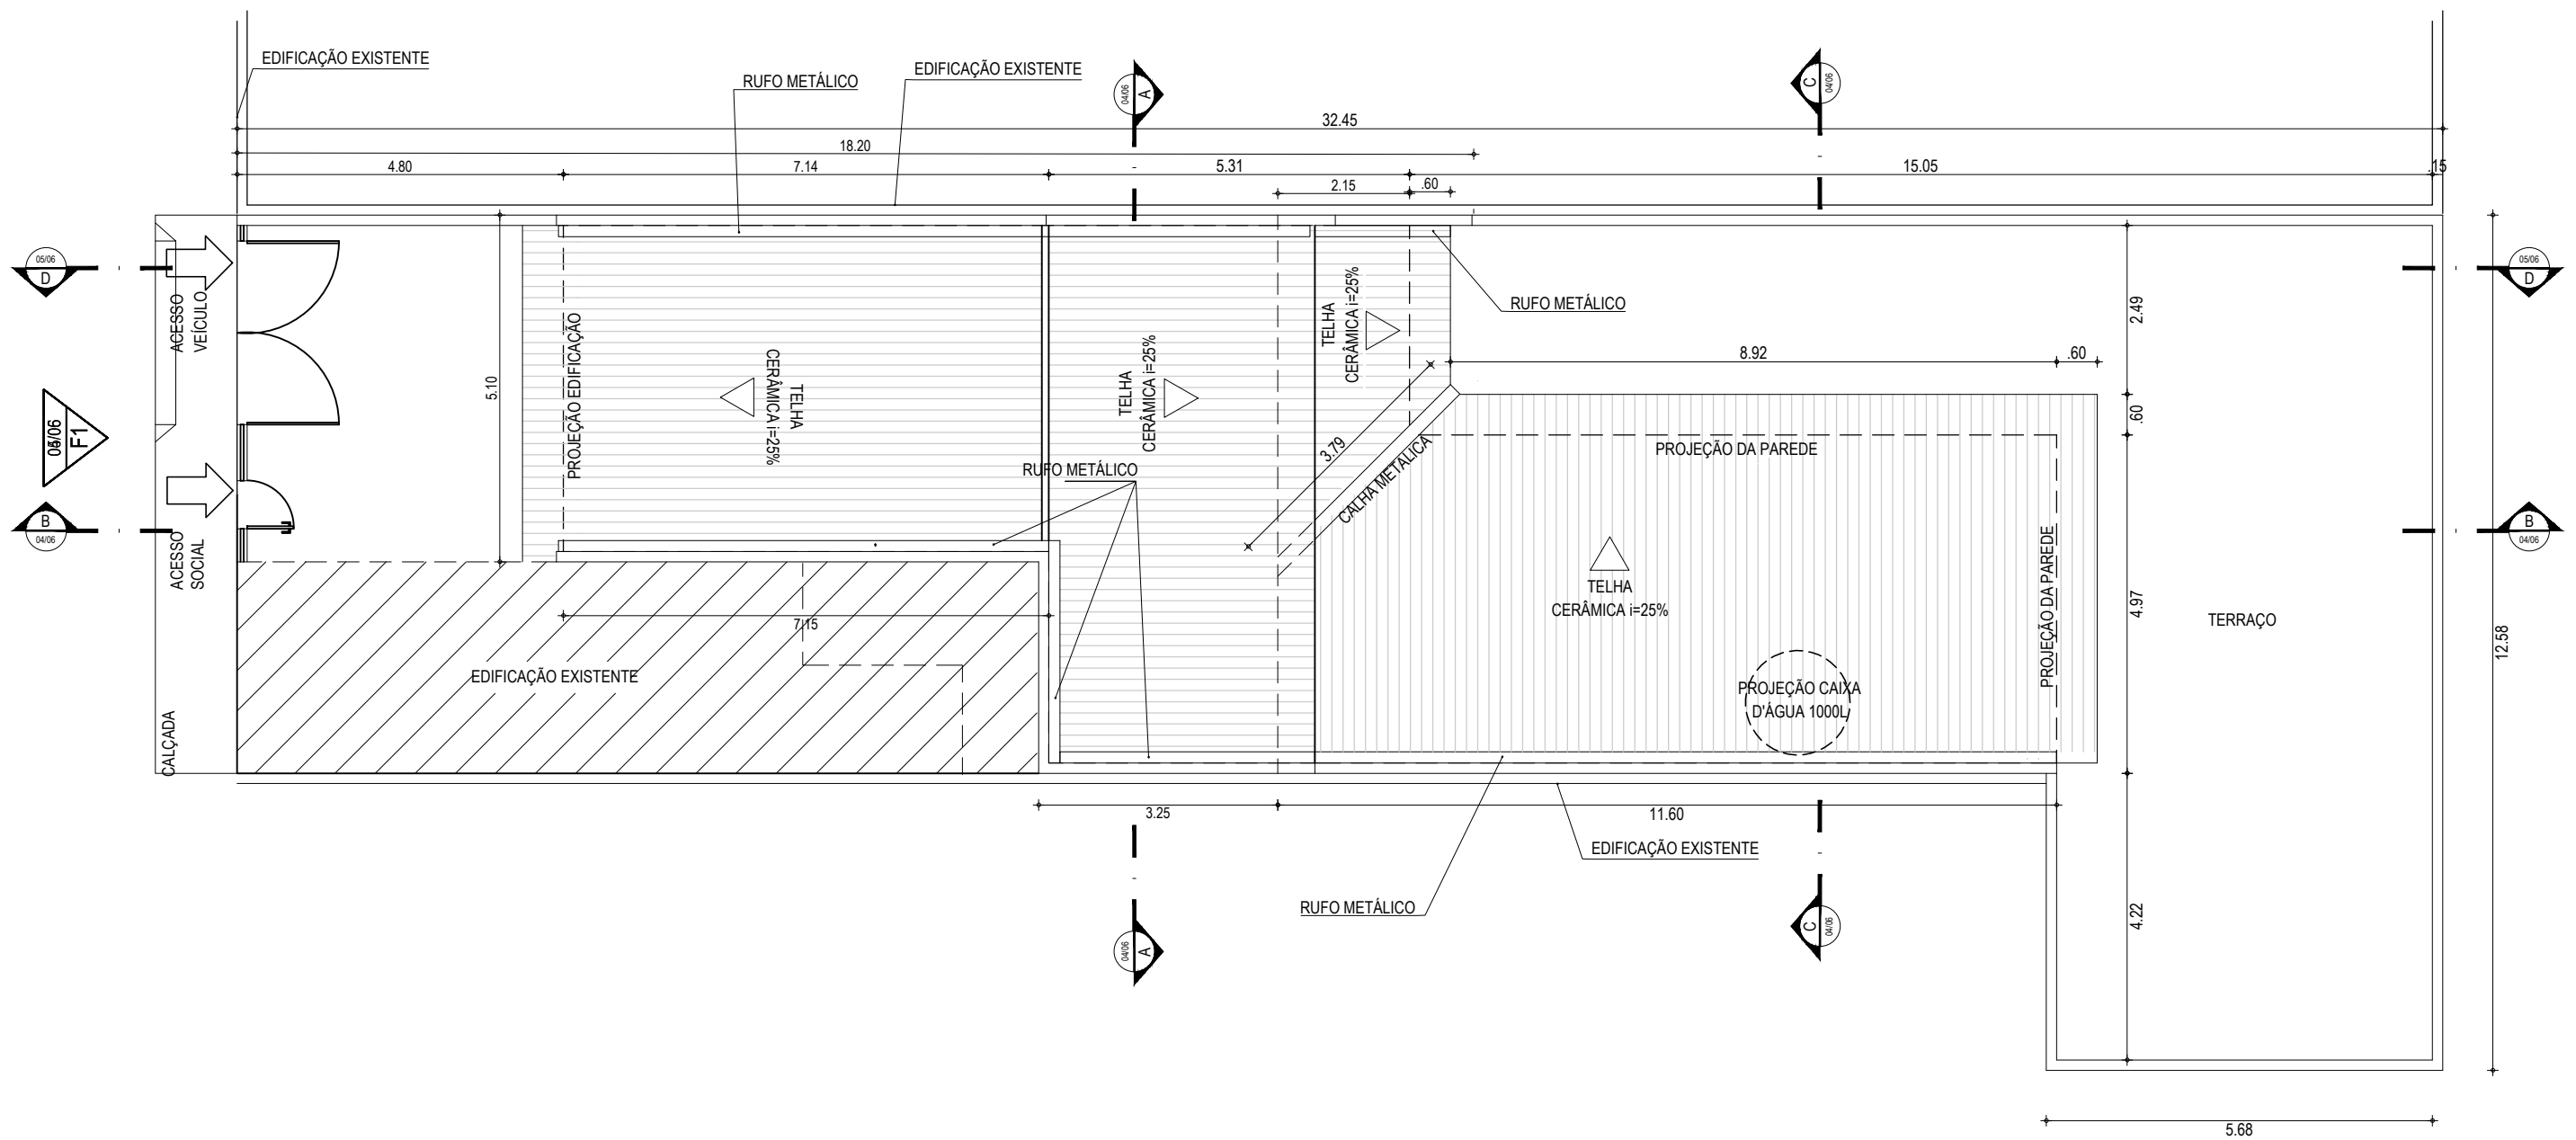 EDIFICAÇÃO EXISTENTE
RUFO METÁLICO
EDIFICAÇÃO EXISTENTE
04/06
A
C
04/06
32.45
18.20
4.80
7.14
5.31
15.05
.15
2.15
.60
05/06
D
05/06
D
ACESSO
VEÍCULO
5.10
PROJEÇÃO EDIFICAÇÃO
TELHA
CERÂMICA i=25%
TELHA
CERÂMICA i=25%
TELHA
CERÂMICA i=25%
RUFO METÁLICO
2.49
8.92
.60
.60
F1
RUFO METÁLICO
3.79
CALHA METÁLICA
PROJEÇÃO DA PAREDE
B
04/06
B
04/06
ACESSO
SOCIAL
TELHA
CERÂMICA i=25%
PROJEÇÃO DA PAREDE
4.97
TERRAÇO
12.58
7.15
EDIFICAÇÃO EXISTENTE
PROJEÇÃO CAIXA
D'ÁGUA 1000L
CALÇADA
3.25
11.60
EDIFICAÇÃO EXISTENTE
RUFO METÁLICO
4.22
04/06
A
C
04/06
5.68